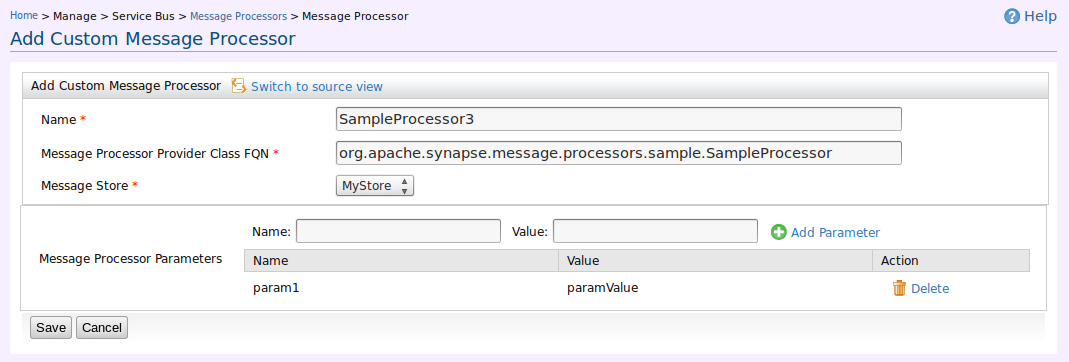 Home > Manage > Service Bus > Message Processors > Message Processor
Help
Add Custom Message Processor
Add Custom Message Processor Switch to source view
Name * SampleProcessor3
Message Processor Provider Class FQN * org.apache.synapse.message.processors.sample.SampleProcessor
Message Store * MyStore
Name: Value: Add Parameter
Message Processor Parameters
Name Value Action
param1 paramValue Delete
Save Cancel